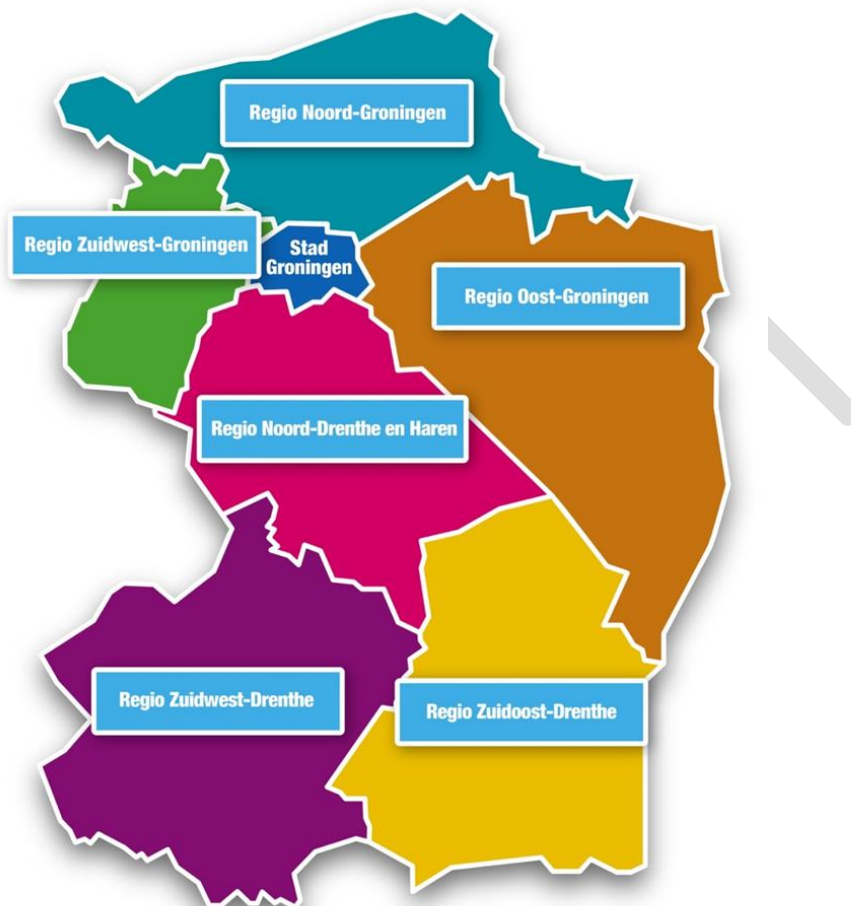 Regio Noord-Groningen
Regio Zuidwest-Groningen
Stad
Groningen
Regio Oost-Groningen
Regio Noord-Drenthe en Haren
Regio Zuidwest-Drenthe
Regio Zuidoost-Drenthe